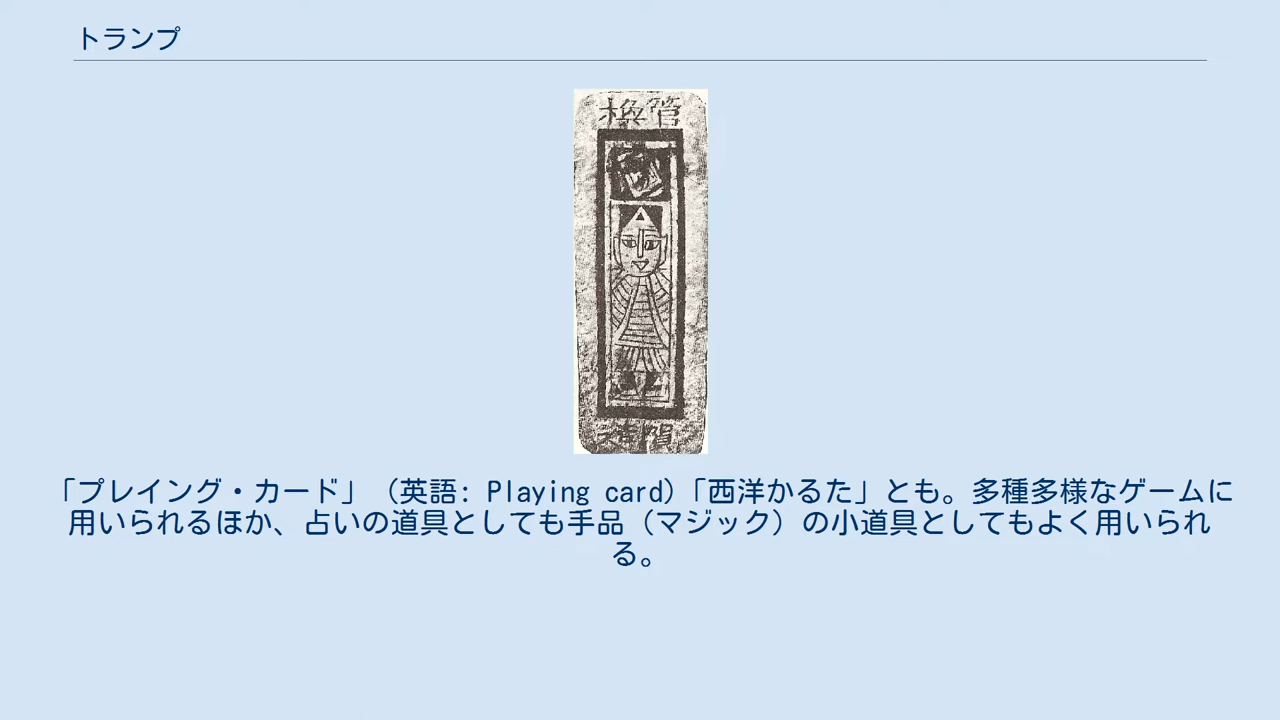 トランプ
「プレイング・カード」（英語: Playing card)「西洋かるた」とも。多種多様なゲームに
用いられるほか、占いの道具としても手品（マジック）の小道具としてもよく用いられ
る。